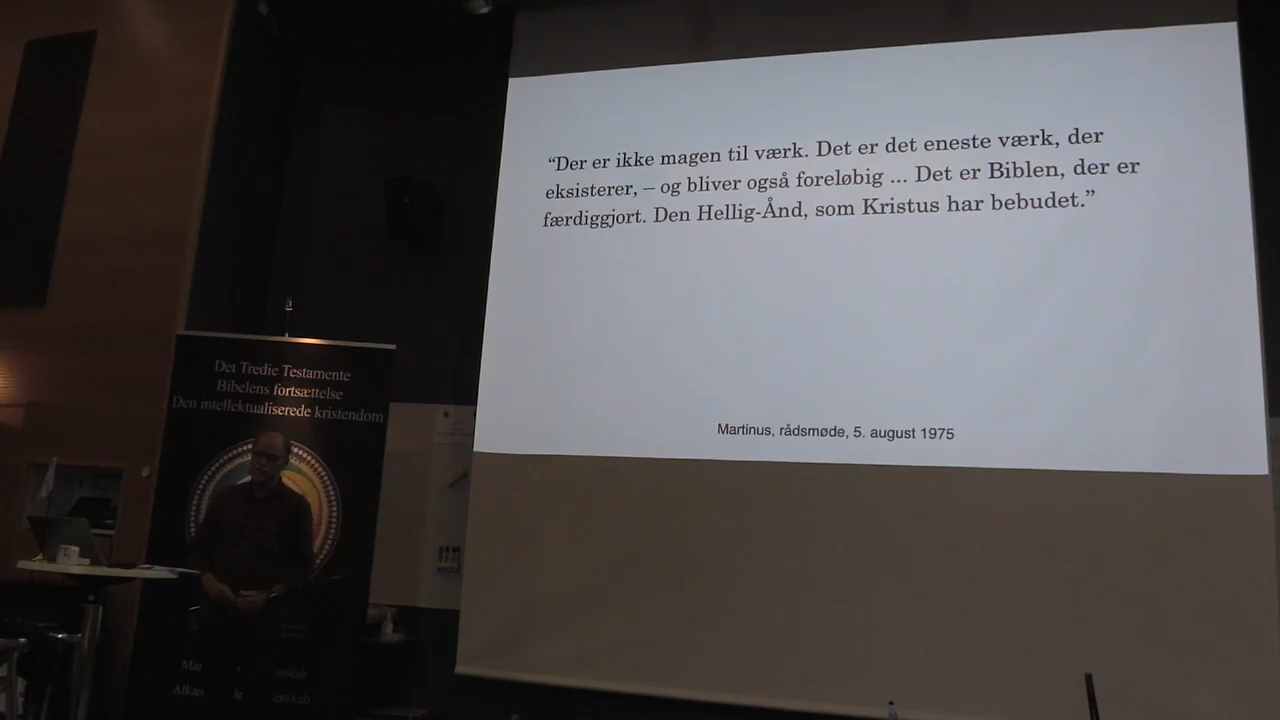 “Der er ikke magen til værk. Det er det eneste værk, der
eksisterer, – og bliver også foreløbig ... Det er Biblen, der er
færdiggjort. Den Hellig-Ånd, som Kristus har bebudet.”
Martinus, rådsmøde, 5. august 1975
Det Tredie Testamente
Bibelens fortsættelse
Den intellektualiserede kristendom